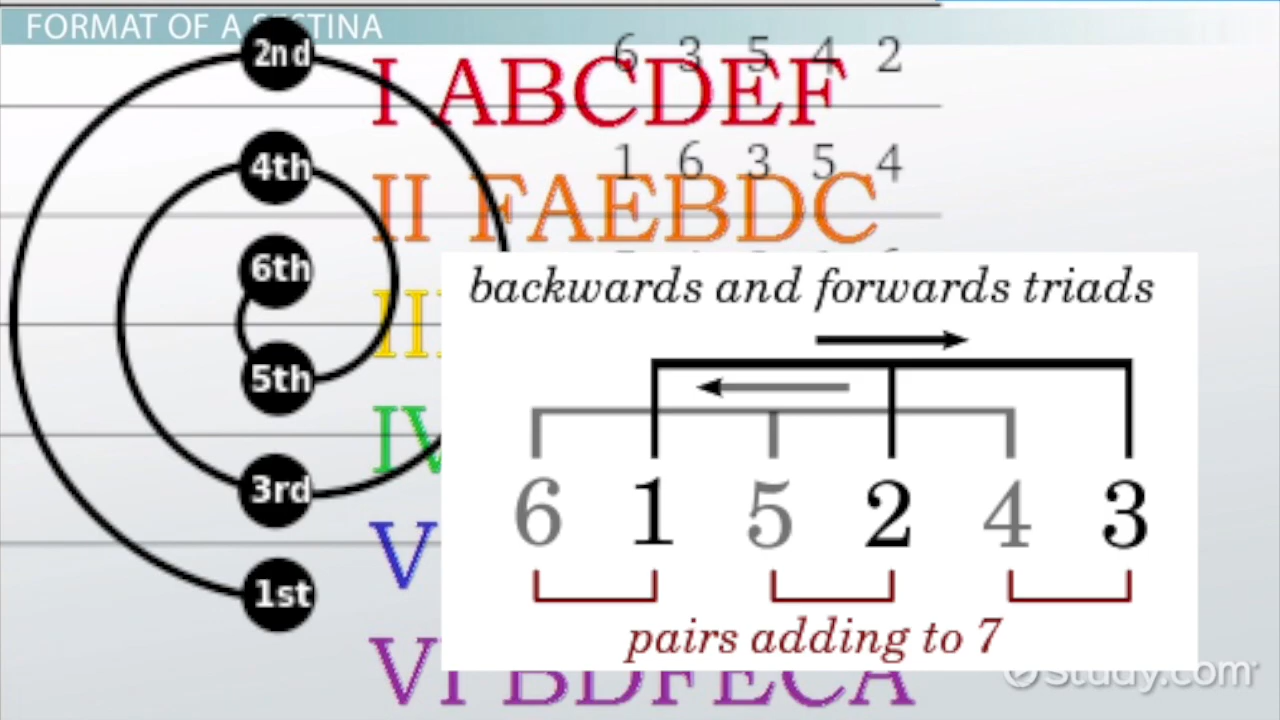 FORMAT OF A SESTINA
2nd
4th
6th
5th
3rd
1st
6 3 5 4 2
I ABCDEF
1 6 3 5 4
II FAEBDC
III
IV
V
VI BDFECA
backwards and forwards triads
6 1 5 2 4 3
pairs adding to 7
Study.com